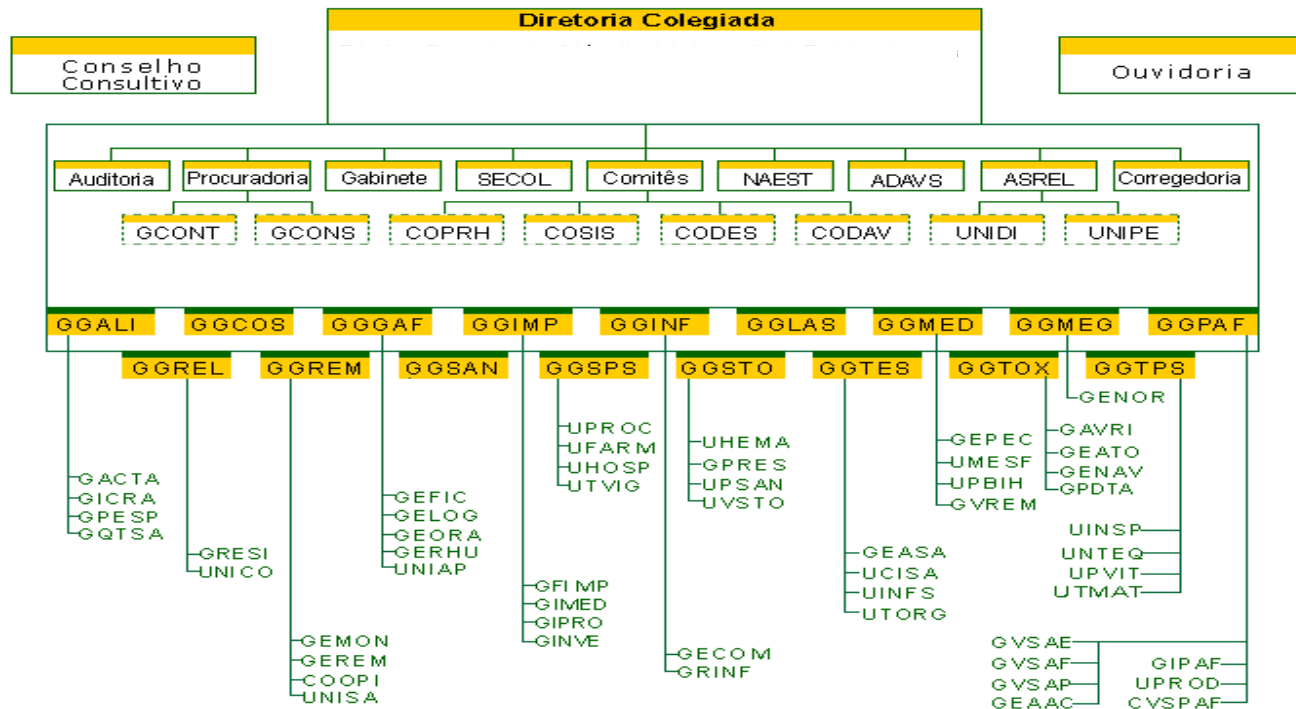 Diretoria Colegiada
Conselho
Consultivo
Ouvidoria
Auditoria Procuradoria Gabinete SECOL Comitês NAEST ADAVS ASREL Corregedoria
GCONT GCONS COPRH COSIS CODES CODAV UNIDI UNIPE
GGALI GGCOS GGGAF GGIMP GGINF GGLAS GGMED GGMEG GGPAF
GGREL GGREM GGSAN GGSPS GGSTO GGTES GGTOX GGTPS
GACTA
GICRA
GPESP
GQTSA
GRESI
UNICO
GEMON
GEREM
COOPI
UNISA
GEFIC
GELOG
GEORA
GERHU
UNIAP
GFIMP
GIMED
GIPRO
GINVE
UPROC
UFARM
UHOSP
UTVIG
GECOM
GRINF
UHEMA
GPRES
UPSAN
UVSTO
GEASA
UCISA
UINFS
UTORG
GEPEC
UMESF
UPBIH
GVREM
GENOR
GAVRI
GEATO
GENAV
GPDTA
UINSP
UNTEQ
UPVIT
UTMAT
GVSAE
GVSAF
GVSAP
GEAAC
GIPAF
UPROD
CVSPAF